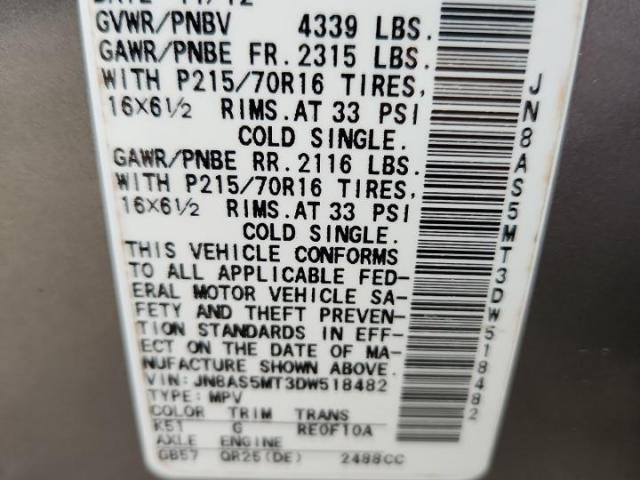 DATE 11/12
GVWR/PNBV 4339 LBS.
GAWR/PNBE FR. 2315 LBS.
WITH P215/70R16 TIRES,
16X6½ RIMS. AT 33 PSI
COLD SINGLE.
GAWR/PNBE RR. 2116 LBS.
WITH P215/70R16 TIRES,
16X6½ RIMS. AT 33 PSI
COLD SINGLE.
THIS VEHICLE CONFORMS
TO ALL APPLICABLE FED-
ERAL MOTOR VEHICLE SA-
FETY AND THEFT PREVEN-
TION STANDARDS IN EFF-
ECT ON THE DATE OF MA-
NUFACTURE SHOWN ABOVE.
VIN: JN8AS5MT3DW518482
TYPE: MPV
COLOR TRIM TRANS
K51 G RE0F10A
AXLE ENGINE
GB57 QR25(DE) 2488CC
JN8AS5MT3DW518482